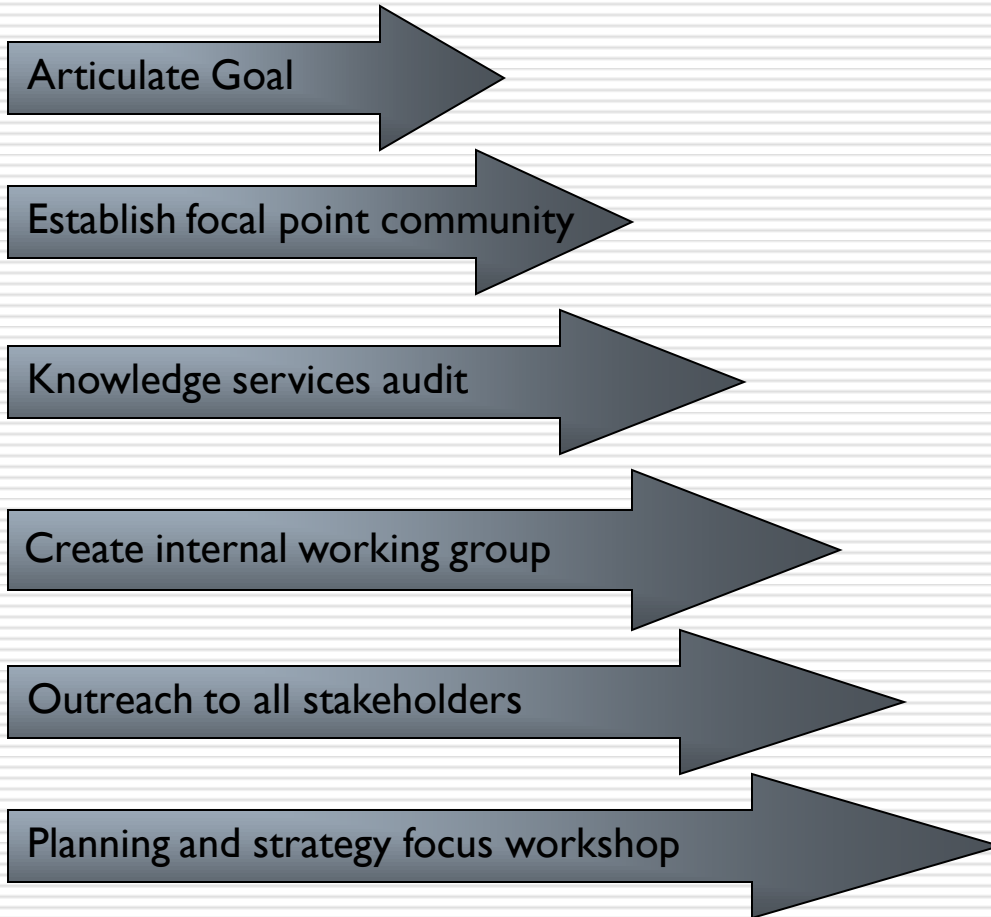 Articulate Goal
Establish focal point community
Knowledge services audit
Create internal working group
Outreach to all stakeholders
Planning and strategy focus workshop